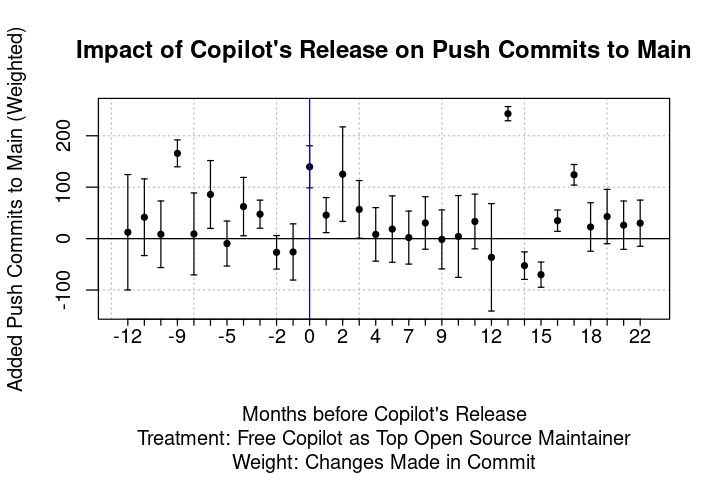 Impact of Copilot's Release on Push Commits to Main
Added Push Commits to Main (Weighted)
200
100
0
-100
-12 -9 -5 -2 0 2 4 7 9 12 15 18 22
Months before Copilot's Release
Treatment: Free Copilot as Top Open Source Maintainer
Weight: Changes Made in Commit